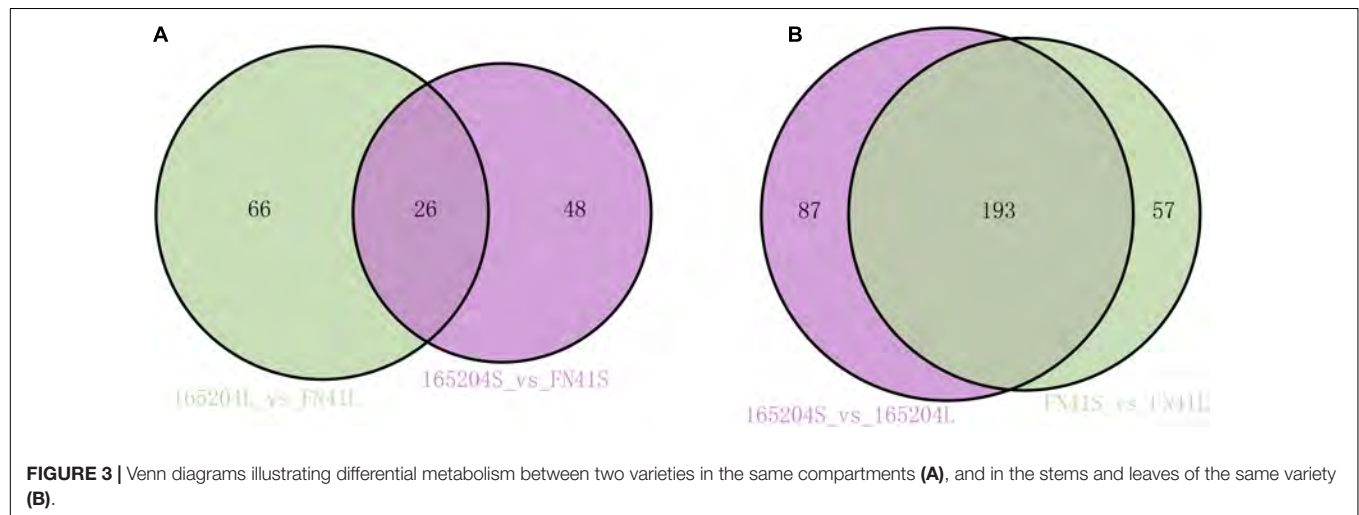 A
B
66
26
48
87
193
57
165204L_vs_FN41L
165204S_vs_FN41S
165204S_vs_165204L
FN41S_vs_FN41L
FIGURE 3 | Venn diagrams illustrating differential metabolism between two varieties in the same compartments (A), and in the stems and leaves of the same variety
(B).